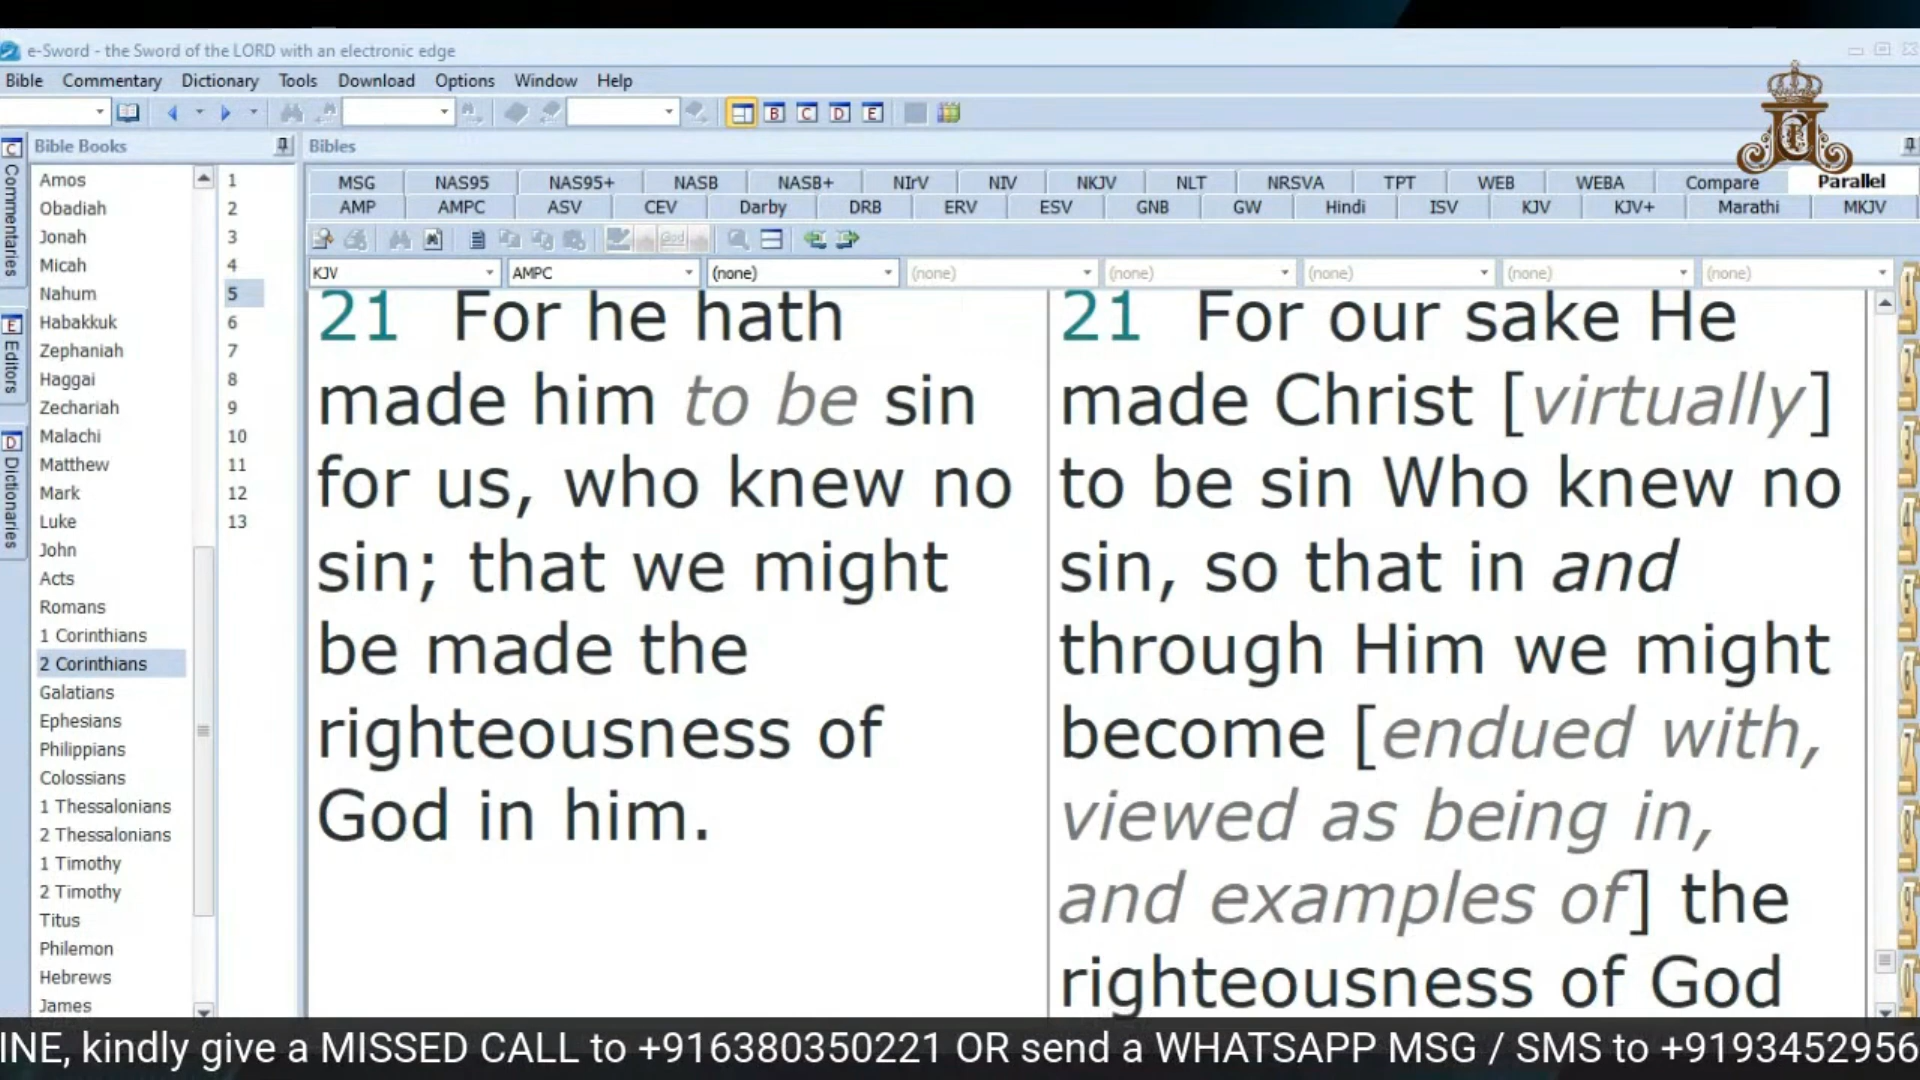 e-Sword - the Sword of the LORD with an electronic edge
Bible Commentary Dictionary Tools Download Options Window Help
B C D E
Bible Books
Bibles
C Commentaries
E Editors
D Dictionaries
Amos
Obadiah
Jonah
Micah
Nahum
Habakkuk
Zephaniah
Haggai
Zechariah
Malachi
Matthew
Mark
Luke
John
Acts
Romans
1 Corinthians
2 Corinthians
Galatians
Ephesians
Philippians
Colossians
1 Thessalonians
2 Thessalonians
1 Timothy
2 Timothy
Titus
Philemon
Hebrews
James
1
2
3
4
5
6
7
8
9
10
11
12
13
MSG NAS95 NAS95+ NASB NASB+ NIrV NIV NKJV NLT NRSVA TPT WEB WEBA Compare Parallel
AMP AMPC ASV CEV Darby DRB ERV ESV GNB GW Hindi ISV KJV KJV+ Marathi MKJV
God
KJV AMPC (none) (none) (none) (none) (none) (none)
21 For he hath
made him to be sin
for us, who knew no
sin; that we might
be made the
righteousness of
God in him.
21 For our sake He
made Christ [virtually]
to be sin Who knew no
sin, so that in and
through Him we might
become [endued with,
viewed as being in,
and examples of] the
righteousness of God
INE, kindly give a MISSED CALL to +916380350221 OR send a WHATSAPP MSG / SMS to +9193452956